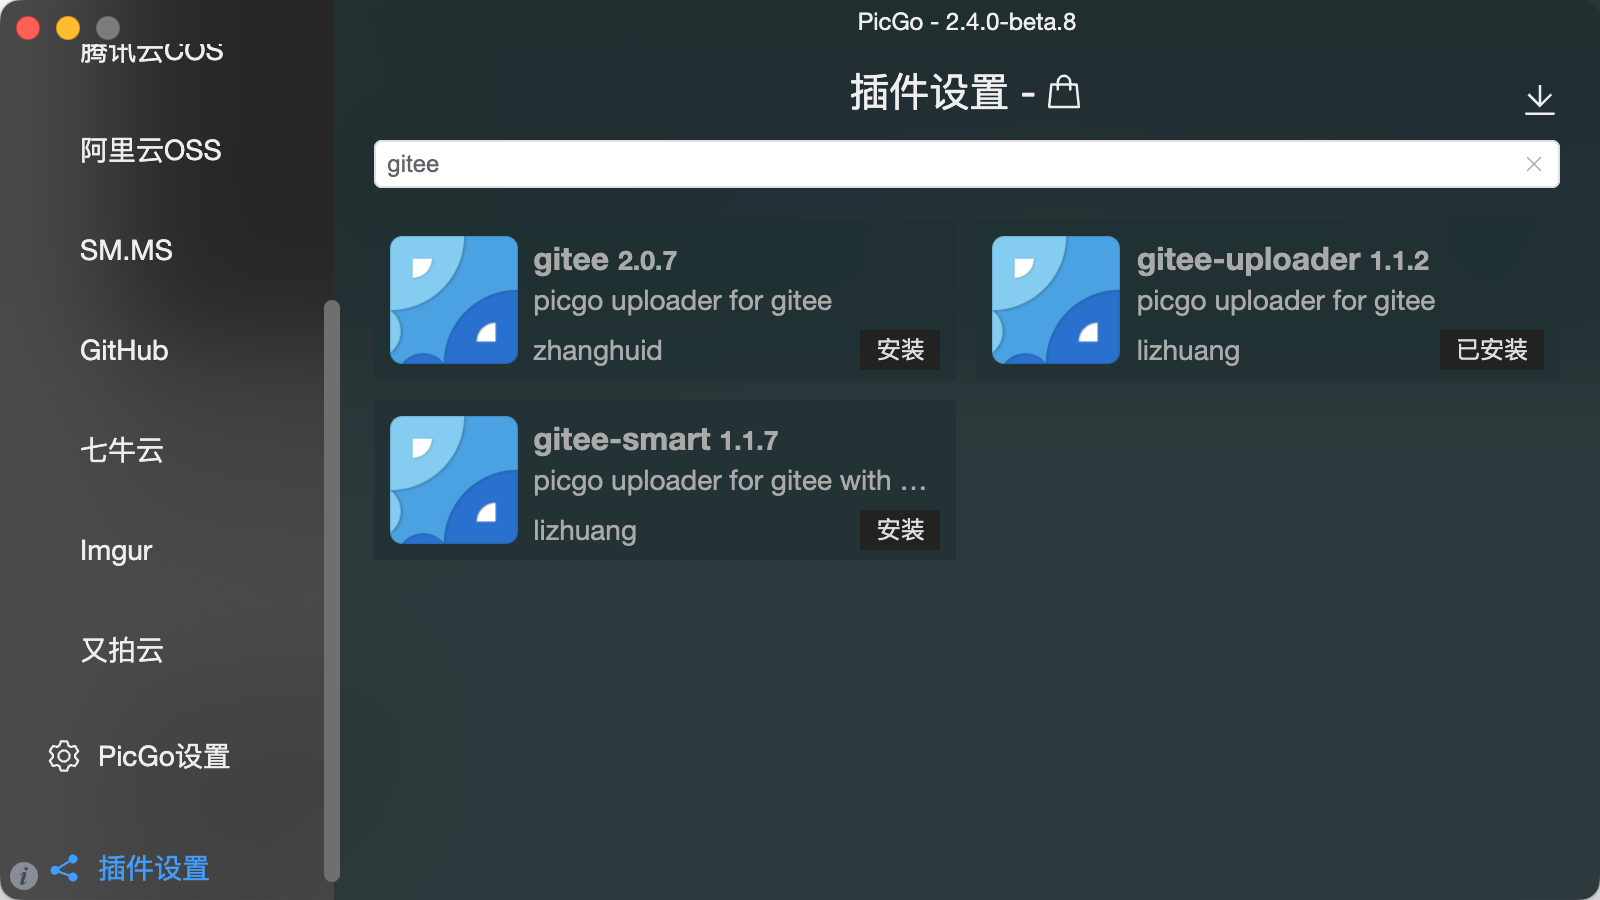 PicGo - 2.4.0-beta.8
腾讯云COS
阿里云OSS
SM.MS
GitHub
七牛云
Imgur
又拍云
PicGo设置
插件设置
插件设置 -
gitee
gitee 2.0.7
picgo uploader for gitee
zhanghuid
安装
gitee-uploader 1.1.2
picgo uploader for gitee
lizhuang
已安装
gitee-smart 1.1.7
picgo uploader for gitee with …
lizhuang
安装